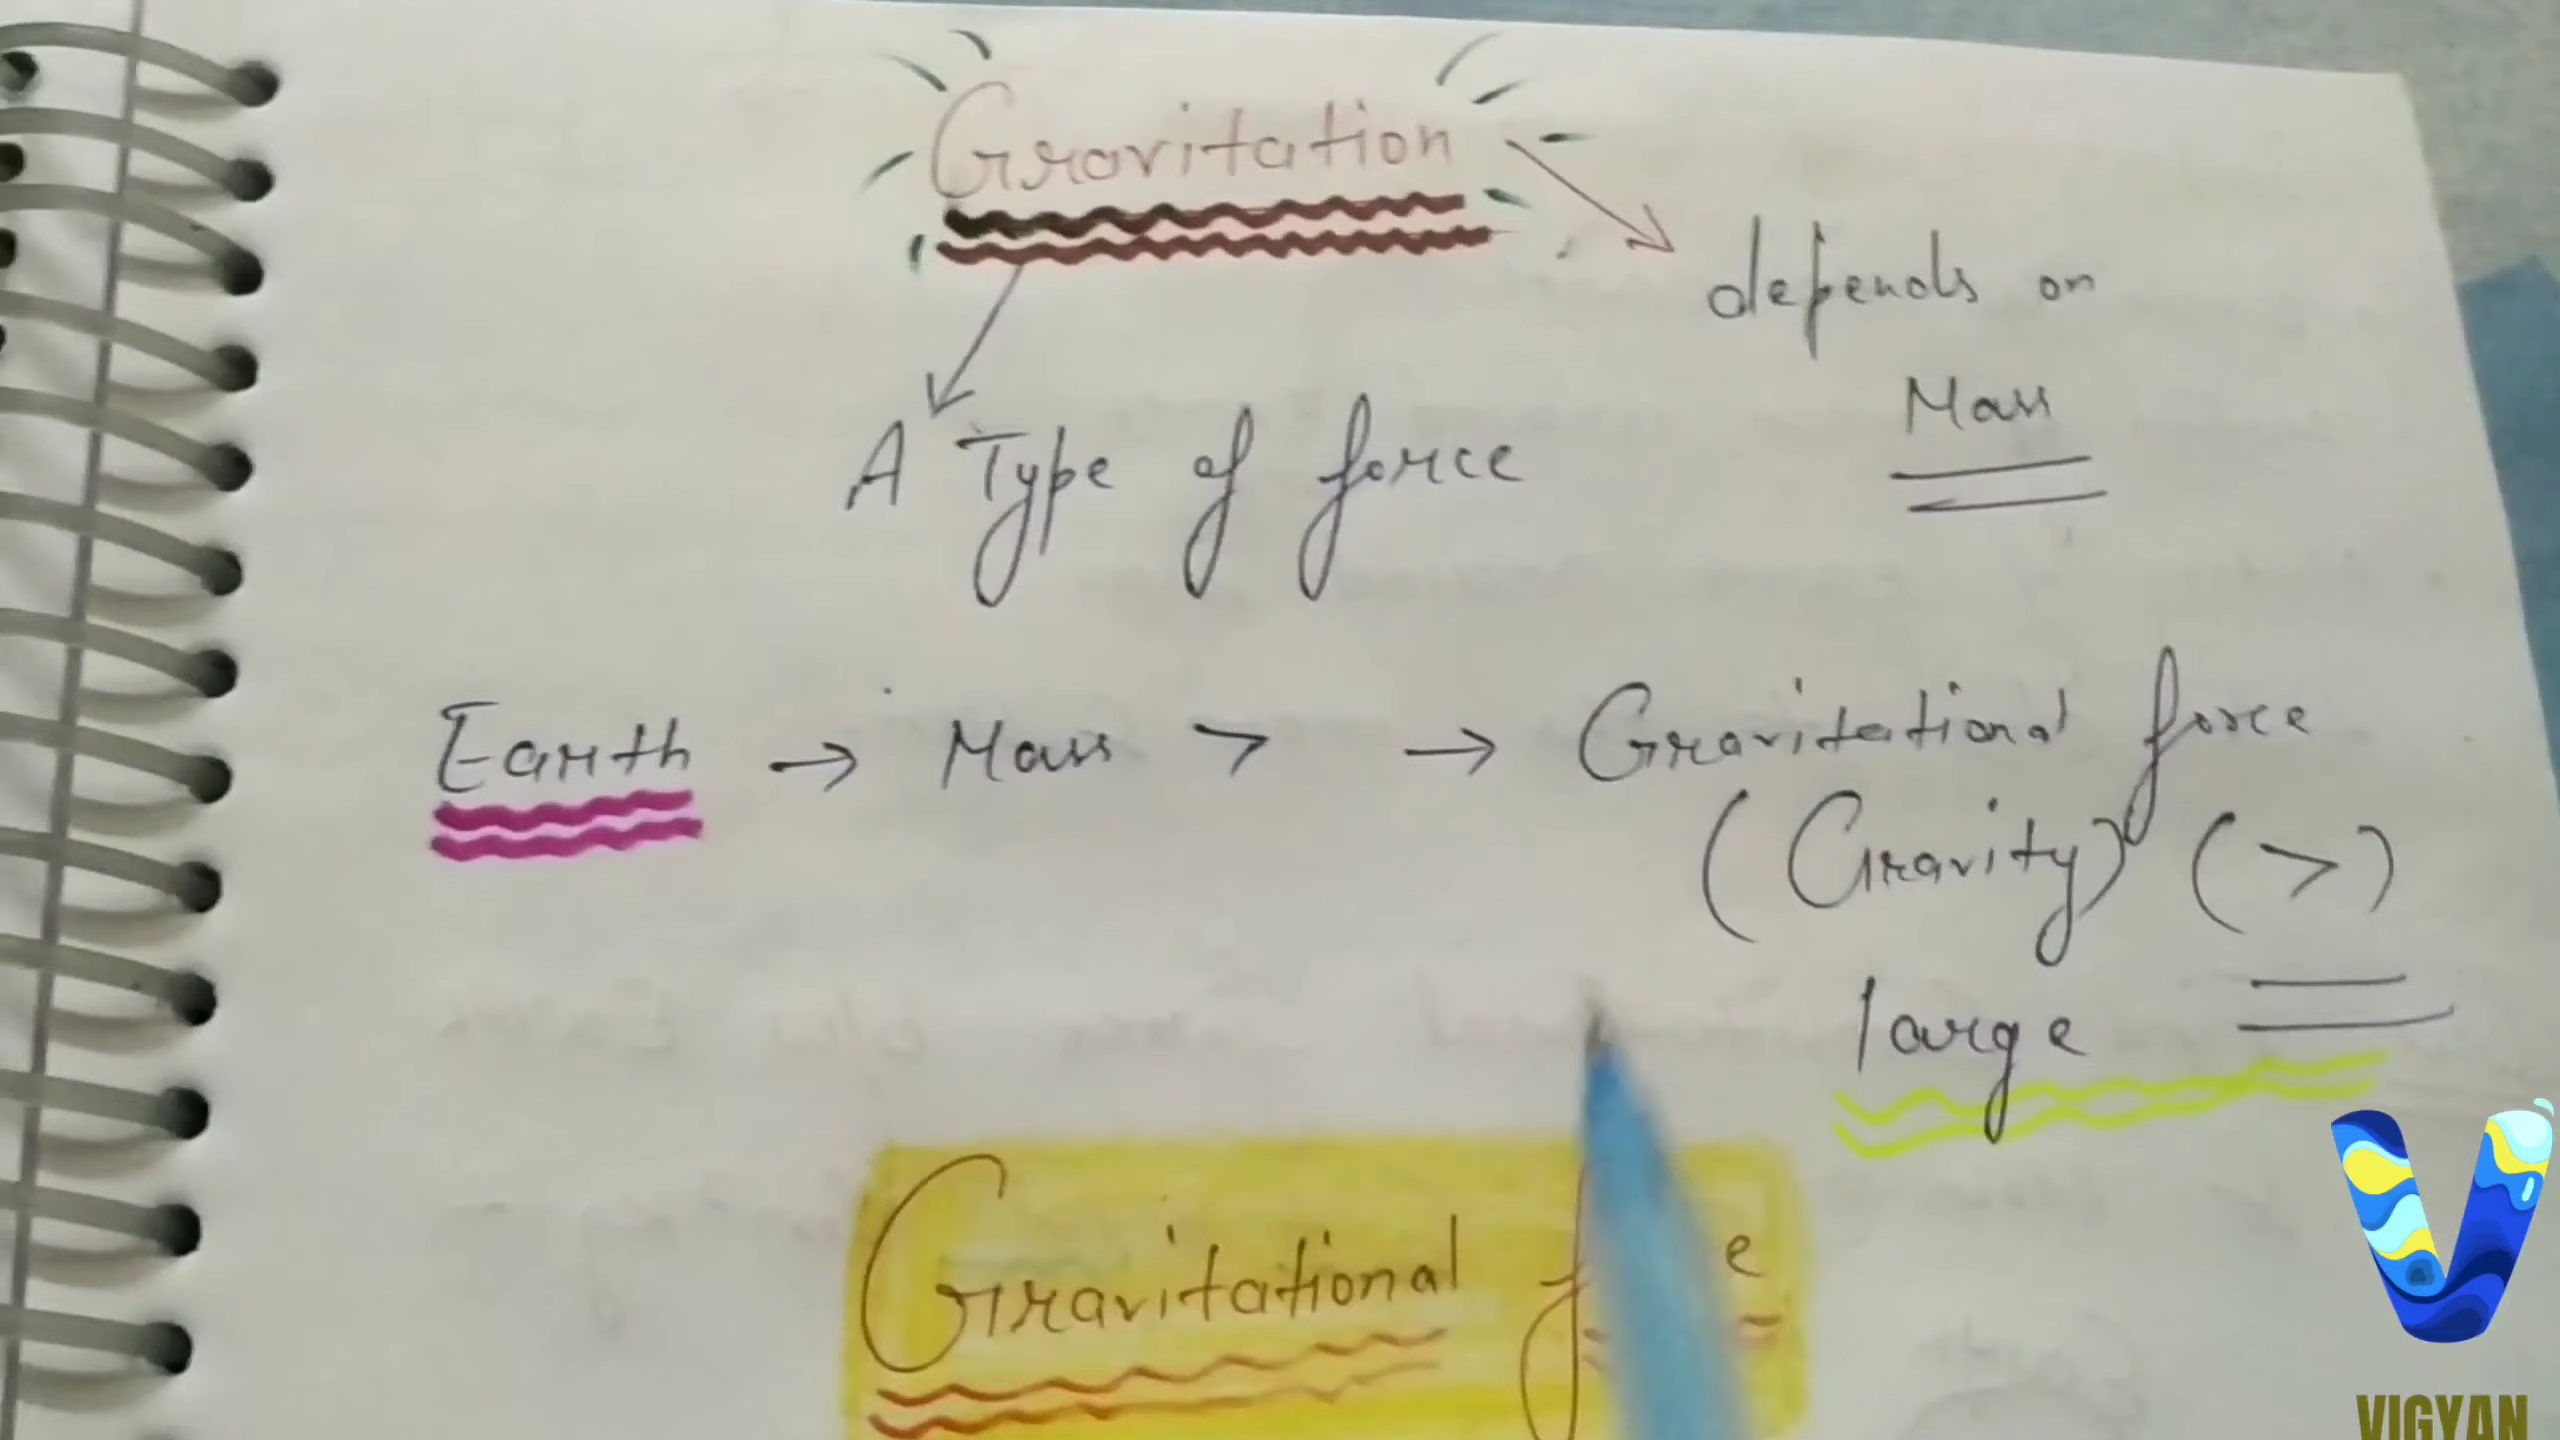 Gravitation
depends on
Mass
A Type of force
Earth → Mass > → Gravitational force
(Gravity) (>)
large
Gravitational
VIGYAN